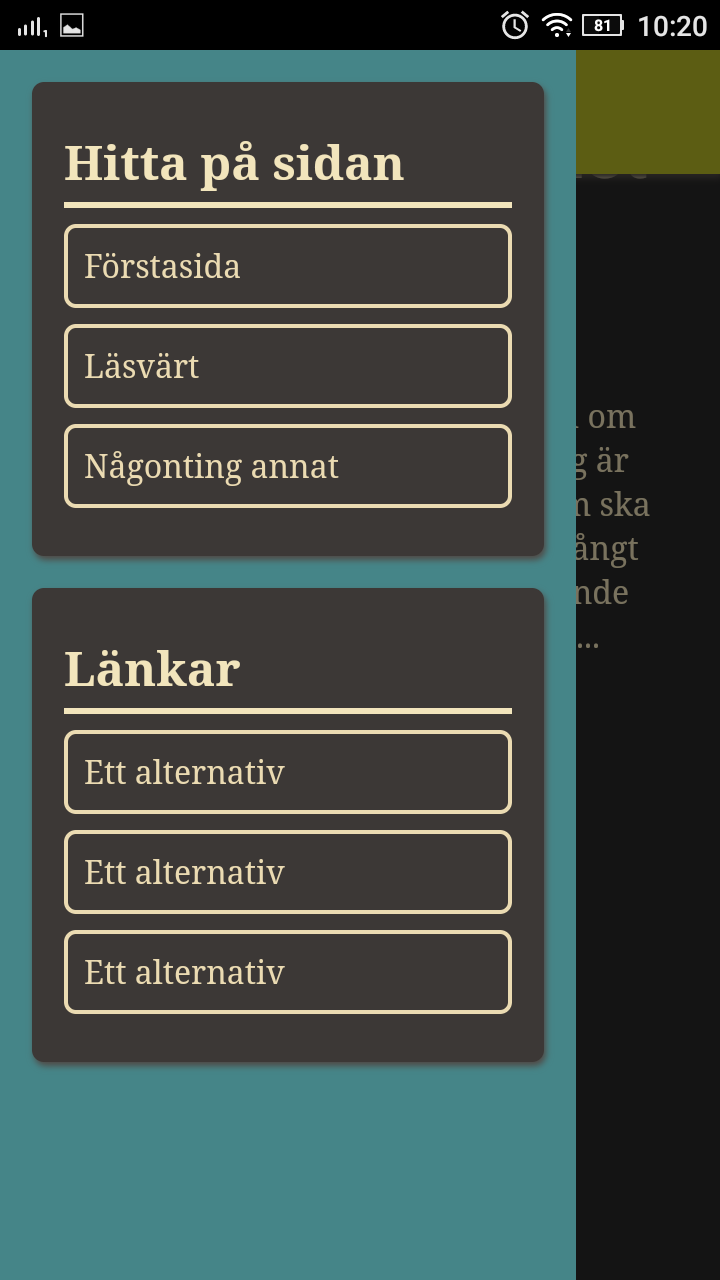 81 10:20
Hitta på sidan
Förstasida
Läsvärt
Någonting annat
Länkar
Ett alternativ
Ett alternativ
Ett alternativ
om
är
ska
ångt
nde
...